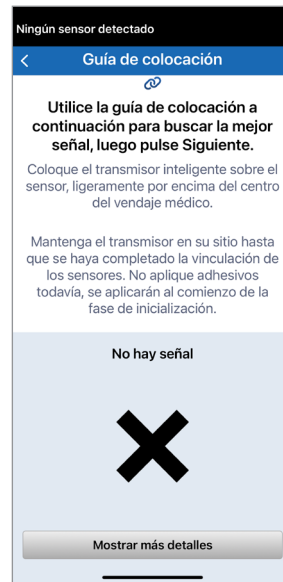 Ningún sensor detectado
Guía de colocación
Utilice la guía de colocación a
continuación para buscar la mejor
señal, luego pulse Siguiente.
Coloque el transmisor inteligente sobre el
sensor, ligeramente por encima del centro
del vendaje médico.
Mantenga el transmisor en su sitio hasta
que se haya completado la vinculación de
los sensores. No aplique adhesivos
todavía, se aplicarán al comienzo de la
fase de inicialización.
No hay señal
Mostrar más detalles